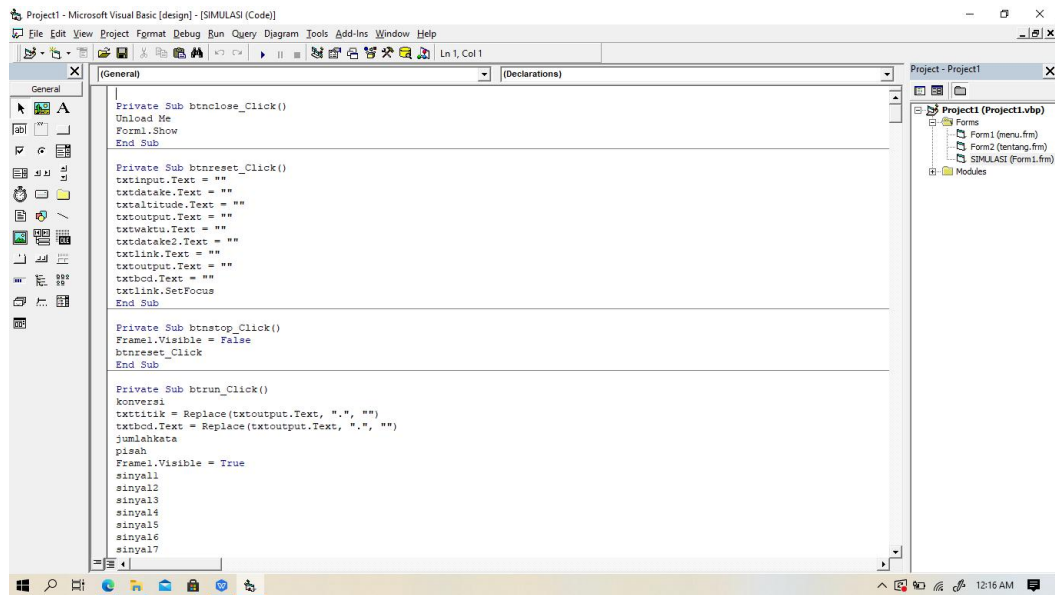 Project1 - Microsoft Visual Basic [design] - [SIMULASI (Code)]
File Edit View Project Format Debug Run Query Diagram Tools Add-Ins Window Help
Ln 1, Col 1
General
(General)
(Declarations)
Private Sub btnclose_Click()
Unload Me
Form1.Show
End Sub
Private Sub btnreset_Click()
txtinput.Text = ""
txtdatake.Text = ""
txtaltitude.Text = ""
txtoutput.Text = ""
txtwaktu.Text = ""
txtdatake2.Text = ""
txtlink.Text = ""
txtoutput.Text = ""
txtbcd.Text = ""
txtlink.SetFocus
End Sub
Private Sub btnstop_Click()
Frame1.Visible = False
btnreset_Click
End Sub
Private Sub btrun_Click()
konversi
txttitik = Replace(txtoutput.Text, ".", "")
txtbcd.Text = Replace(txtoutput.Text, ".", "")
jumlahkata
pisah
Frame1.Visible = True
sinyal1
sinyal2
sinyal3
sinyal4
sinyal5
sinyal6
sinyal7
Project - Project1
Project1 (Project1.vbp)
Forms
Form1 (menu.frm)
Form2 (tentang.frm)
SIMULASI (Form1.frm)
Modules
12:16 AM